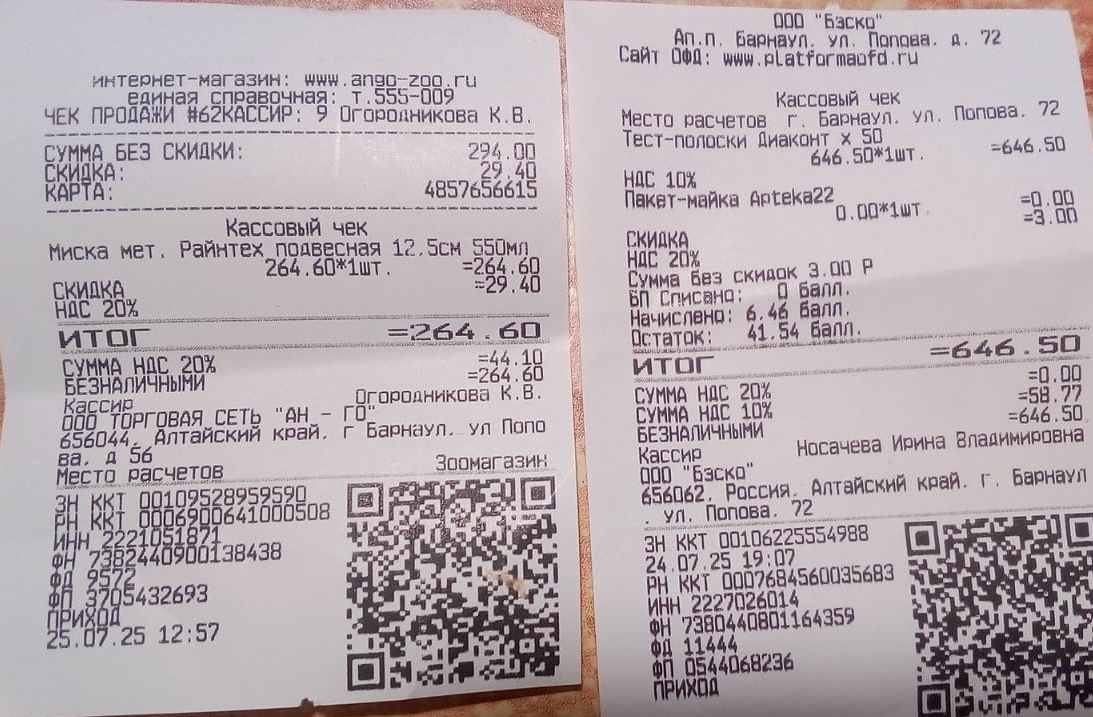 интернет-магазин: www.ango-zoo.ru
единая справочная: т.555-009
ЧЕК ПРОДАЖИ #62КАССИР: 9 Огородникова К.В.
СУММА БЕЗ СКИДКИ: 294.00
СКИДКА: 29.40
КАРТА: 4857656615
Кассовый чек
Миска мет. Райнтех подвесная 12,5см 550мл
264.60*1шт. =264.60
СКИДКА =29.40
НДС 20%
ИТОГ =264.60
СУММА НДС 20% =44.10
БЕЗНАЛИЧНЫМИ =264.60
Кассир Огородникова К.В.
ООО ТОРГОВАЯ СЕТЬ "АН - ГО"
656044, Алтайский край, г Барнаул, ул Попо
ва, д 56
Место расчетов Зоомагазин
ЗН ККТ 00109528959590
РН ККТ 0006900641000508
ИНН 2221051871
ФН 7382440900138438
ФД 9572
ФП 3705432693
ПРИХОД
25.07.25 12:57
ООО "Бэско"
Ап.п. Барнаул, ул. Попова, д. 72
Сайт ОФД: www.platformaofd.ru
Кассовый чек
Место расчетов г. Барнаул, ул. Попова, 72
Тест-полоски Диаконт x 50
646.50*1шт. =646.50
НДС 10%
Пакет-майка Apteka22 =0.00
0.00*1шт. =3.00
СКИДКА
НДС 20%
Сумма без скидок 3.00 Р
БП Списано: 0 балл.
Начислено: 6.46 балл.
Остаток: 41.54 балл.
ИТОГ =646.50
СУММА НДС 20% =0.00
СУММА НДС 10% =58.77
БЕЗНАЛИЧНЫМИ =646.50
Кассир Носачева Ирина Владимировна
ООО "Бэско"
656062, Россия, Алтайский край, г. Барнаул
, ул. Попова, 72
ЗН ККТ 00106225554988
24.07.25 19:07
РН ККТ 0007684560035683
ИНН 2227026014
ФН 7380440801164359
ФД 11444
ФП 0544068236
ПРИХОД